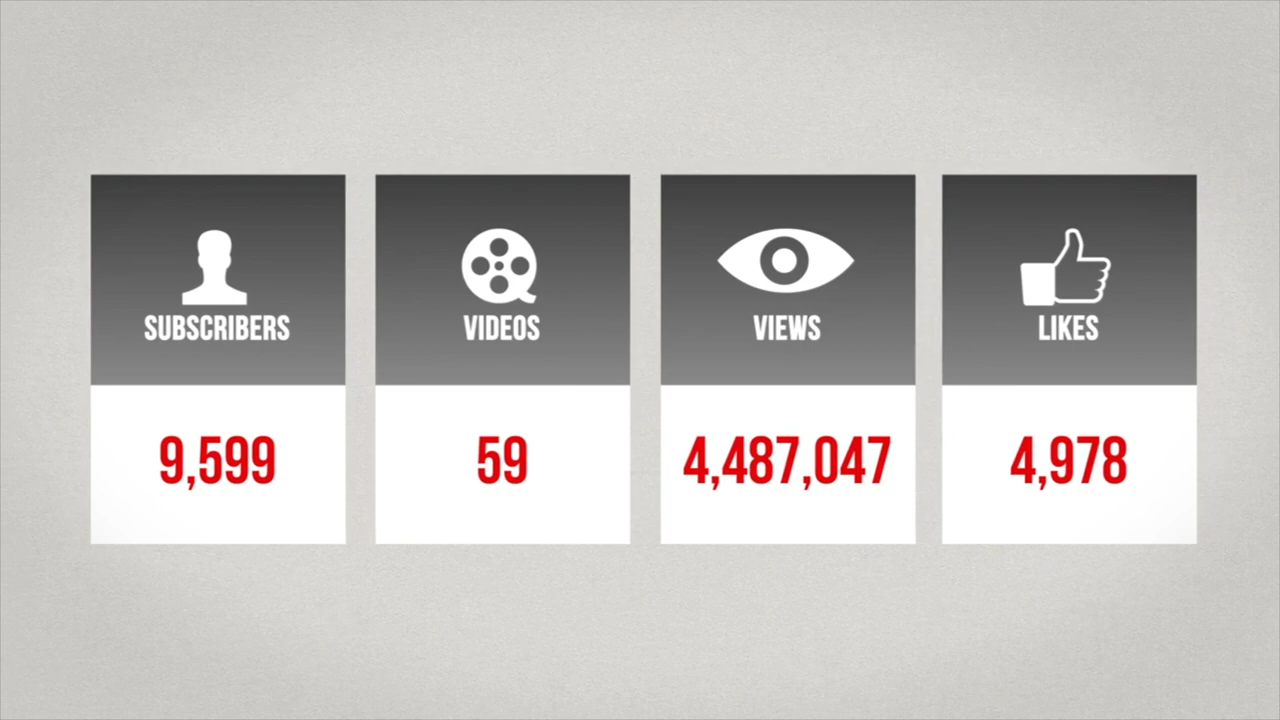 SUBSCRIBERS
9,599
VIDEOS
59
VIEWS
4,487,047
LIKES
4,978